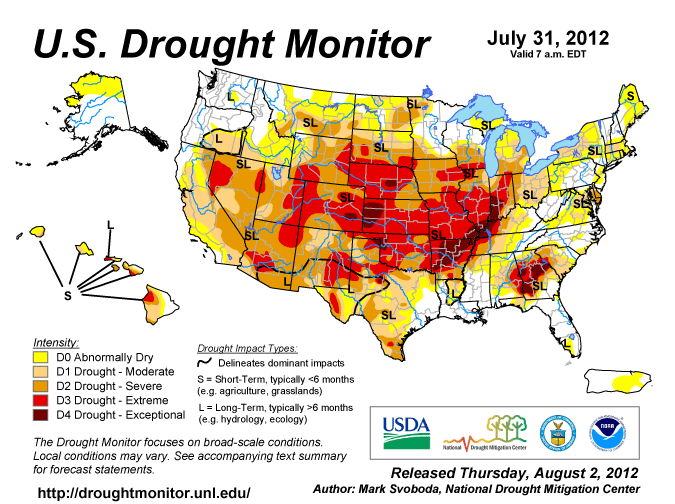 U.S. Drought Monitor
July 31, 2012
Valid 7 a.m. EDT
L
SL
SL
S
SL
L
SL
SL
SL
SL
SL
SL
SL
L
S
SL
SL
SL
L
L
L
SL
L
Intensity:
D0 Abnormally Dry
D1 Drought - Moderate
D2 Drought - Severe
D3 Drought - Extreme
D4 Drought - Exceptional
Drought Impact Types:
Delineates dominant impacts
S = Short-Term, typically <6 months
(e.g. agriculture, grasslands)
L = Long-Term, typically >6 months
(e.g. hydrology, ecology)
The Drought Monitor focuses on broad-scale conditions.
Local conditions may vary. See accompanying text summary
for forecast statements.
http://droughtmonitor.unl.edu/
USDA
National Drought Mitigation Center
NOAA
Released Thursday, August 2, 2012
Author: Mark Svoboda, National Drought Mitigation Center